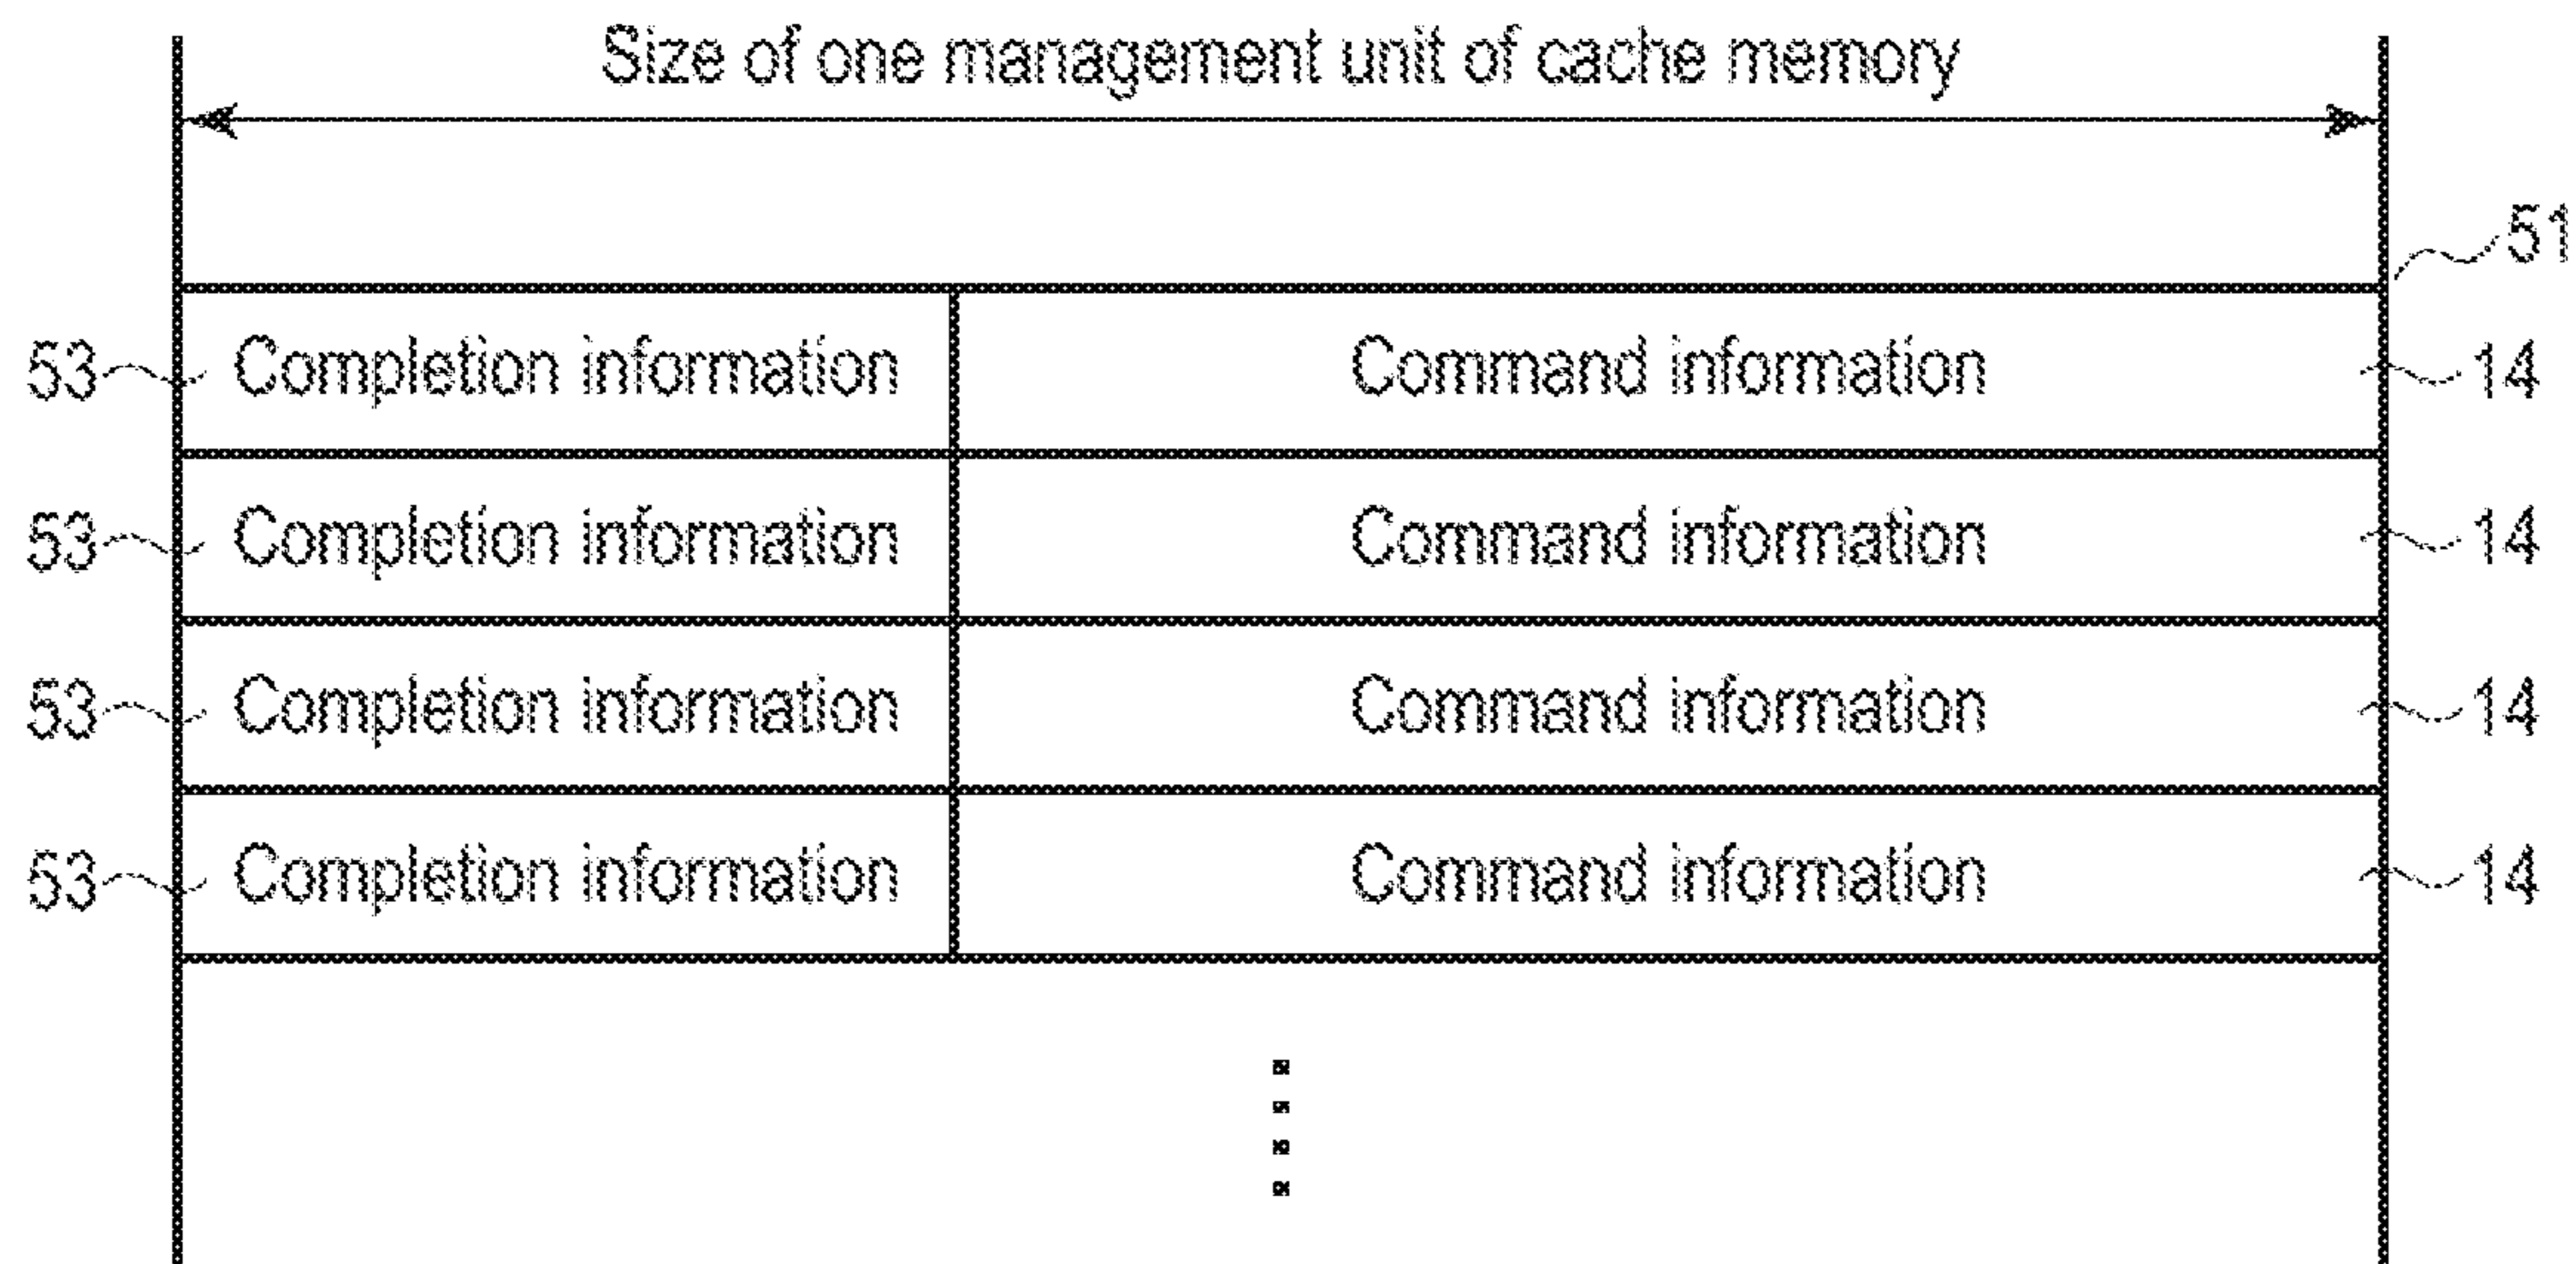 Size of one management unit of cache memory
51
53 Completion information Command information 14
53 Completion information Command information 14
53 Completion information Command information 14
53 Completion information Command information 14